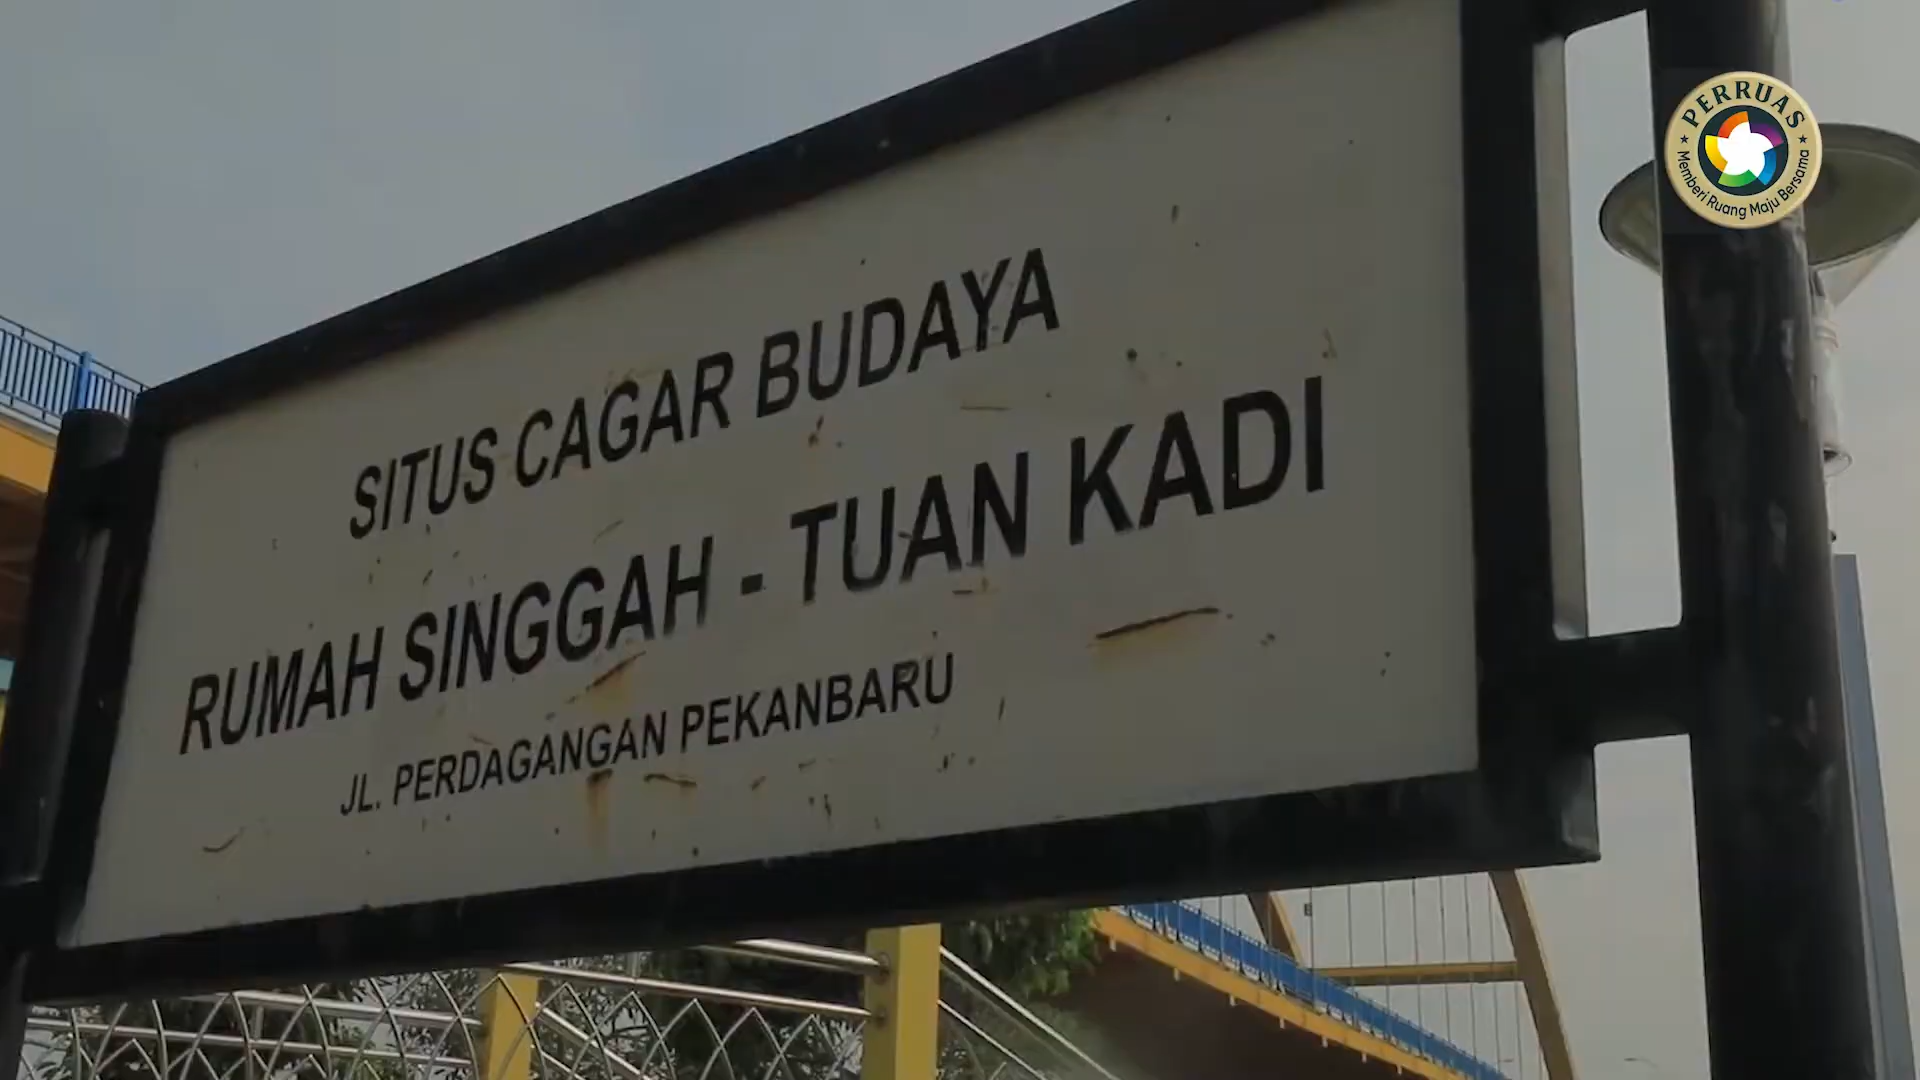 SITUS CAGAR BUDAYA
RUMAH SINGGAH - TUAN KADI
JL. PERDAGANGAN PEKANBARU
PERRUAS
Memberi Ruang Maju Bersama